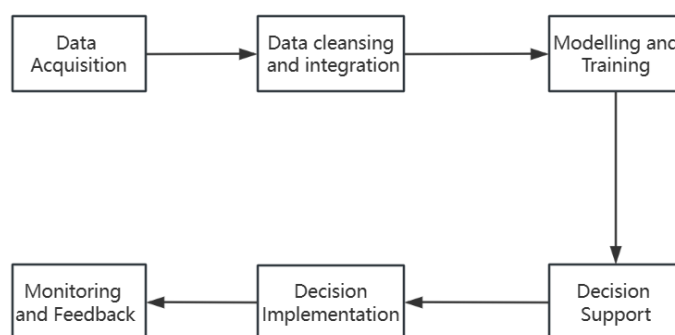 Data
Acquisition
Data cleansing
and integration
Modelling and
Training
Decision
Support
Decision
Implementation
Monitoring
and Feedback